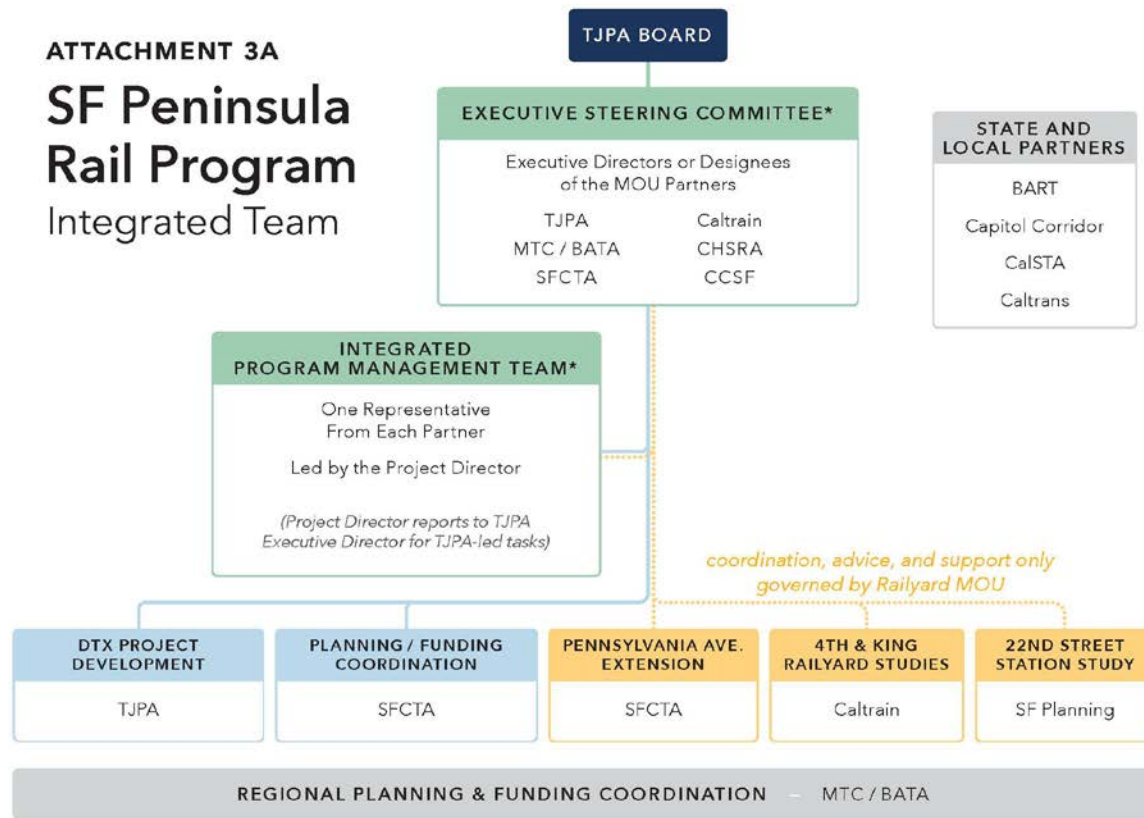 ATTACHMENT 3A
SF Peninsula
Rail Program
Integrated Team
TJPA BOARD
EXECUTIVE STEERING COMMITTEE*
Executive Directors or Designees
of the MOU Partners
TJPA
Caltrain
MTC / BATA
CHSRA
SFCTA
CCSF
STATE AND
LOCAL PARTNERS
BART
Capitol Corridor
CalSTA
Caltrans
INTEGRATED
PROGRAM MANAGEMENT TEAM*
One Representative
From Each Partner
Led by the Project Director
(Project Director reports to TJPA
Executive Director for TJPA-led tasks)
coordination, advice, and support only
governed by Railyard MOU
DTX PROJECT
DEVELOPMENT
TJPA
PLANNING / FUNDING
COORDINATION
SFCTA
PENNSYLVANIA AVE.
EXTENSION
SFCTA
4TH & KING
RAILYARD STUDIES
Caltrain
22ND STREET
STATION STUDY
SF Planning
REGIONAL PLANNING & FUNDING COORDINATION – MTC / BATA